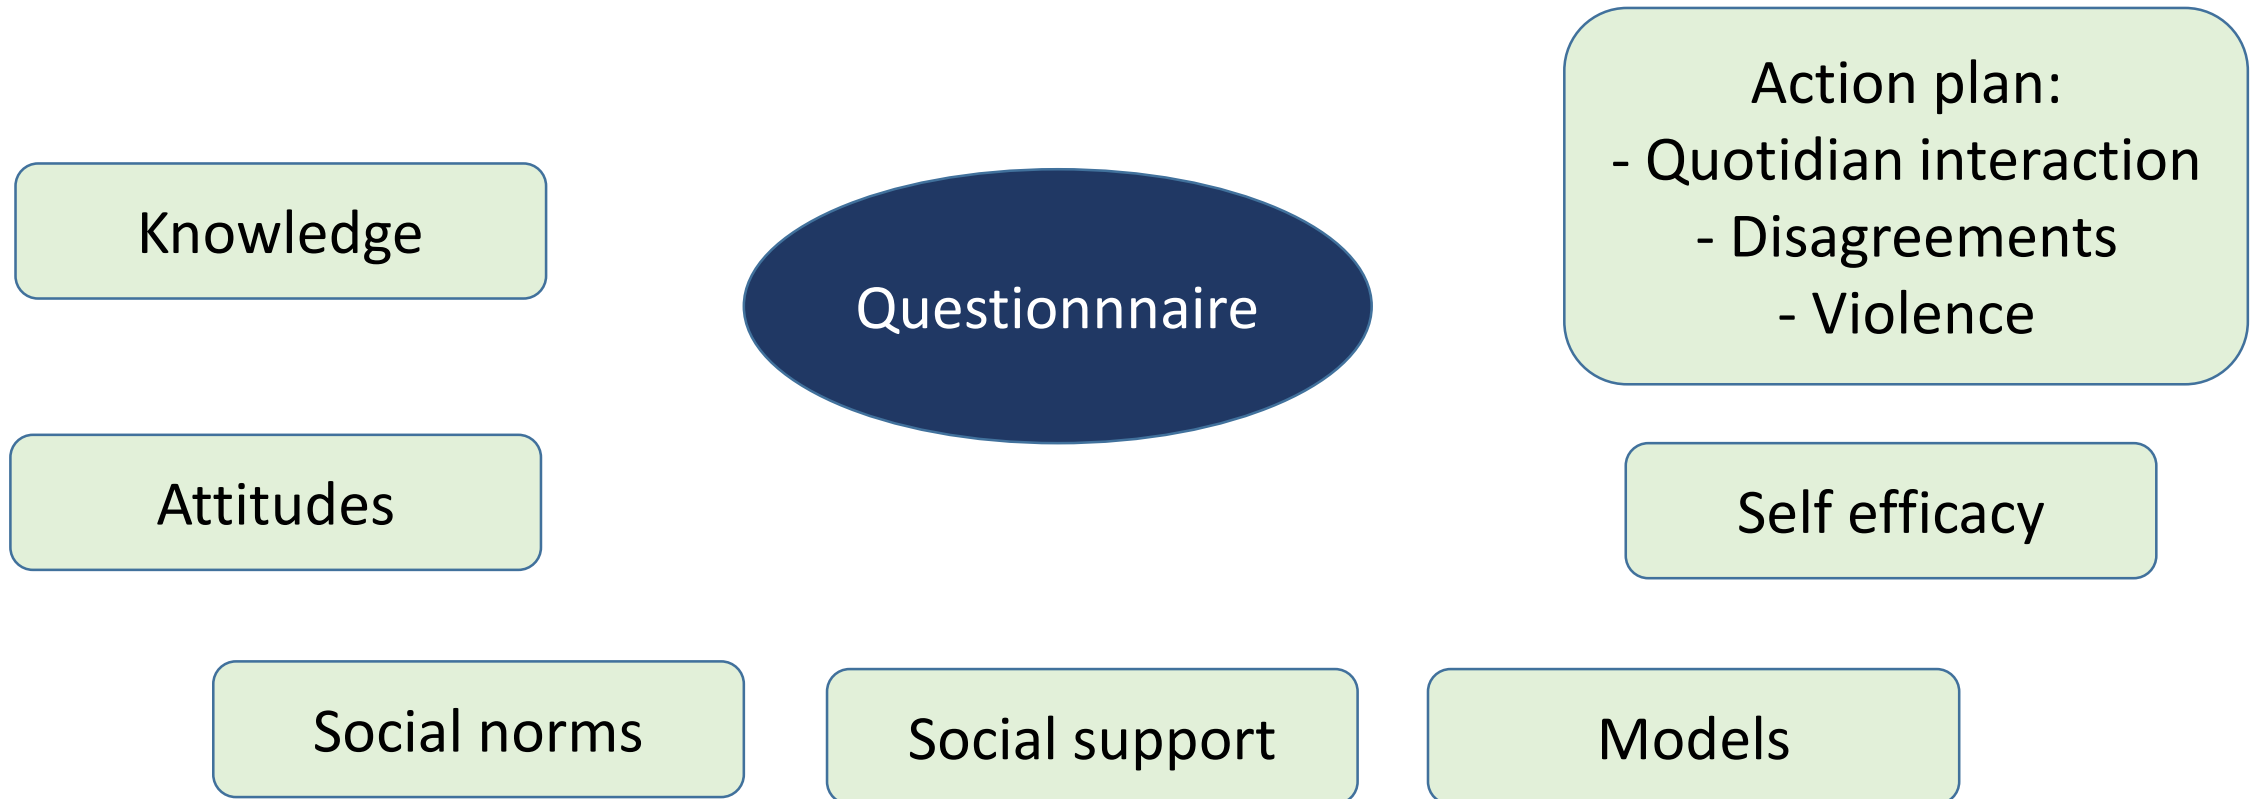 Action plan:
- Quotidian interaction
- Disagreements
- Violence
Knowledge
Questionnnaire
Attitudes
Self efficacy
Social norms
Social support
Models